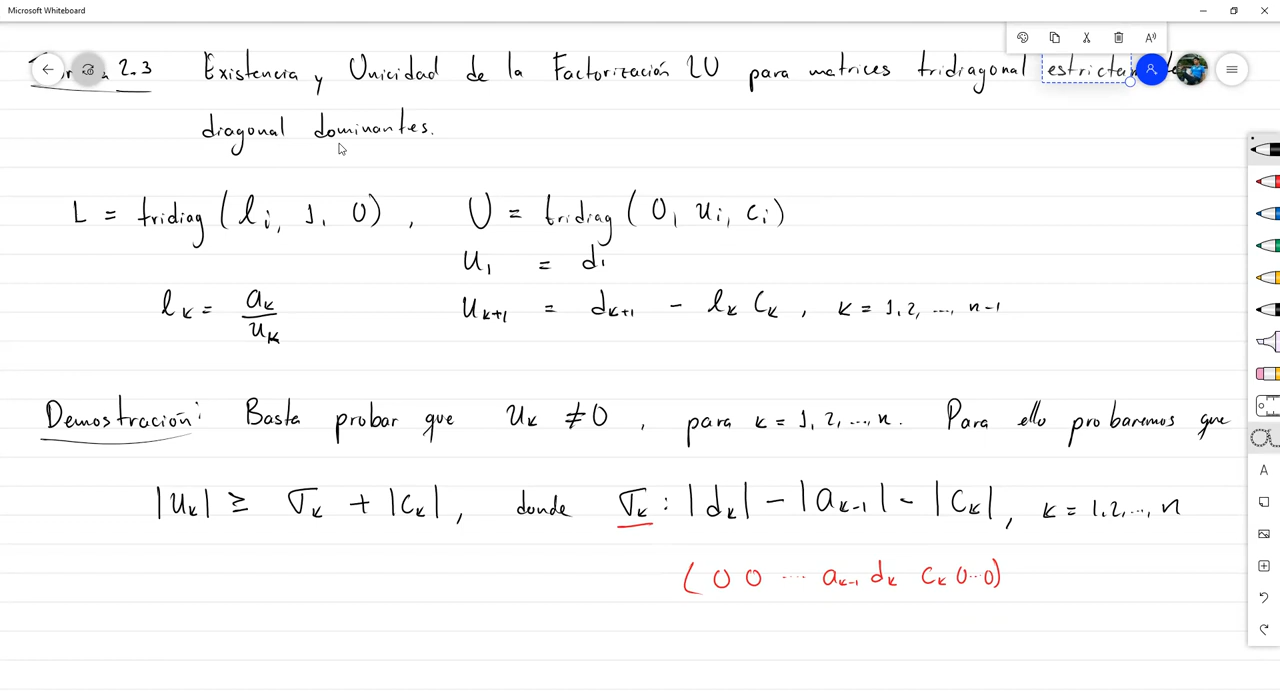 Microsoft Whiteboard
2.3 Existencia y Unicidad de la Factorización LU para matrices tridiagonal
diagonal dominantes.
L = tridiag (l_i, 1, 0), U = tridiag (0, u_i, c_i)
u_1 = d_1
l_k = a_k / u_k u_{k+1} = d_{k+1} - l_k c_k, k = 1, 2, ..., n-1
Demostración: Basta probar que u_k ≠ 0, para k = 1, 2, ..., n. Para ello probaremos que
|u_k| ≥ σ_k + |c_k|, donde σ_k : |d_k| - |a_{k-1}| - |c_k|, k = 1, 2, ..., n
(0 0 ... a_{k-1} d_k c_k 0...0)